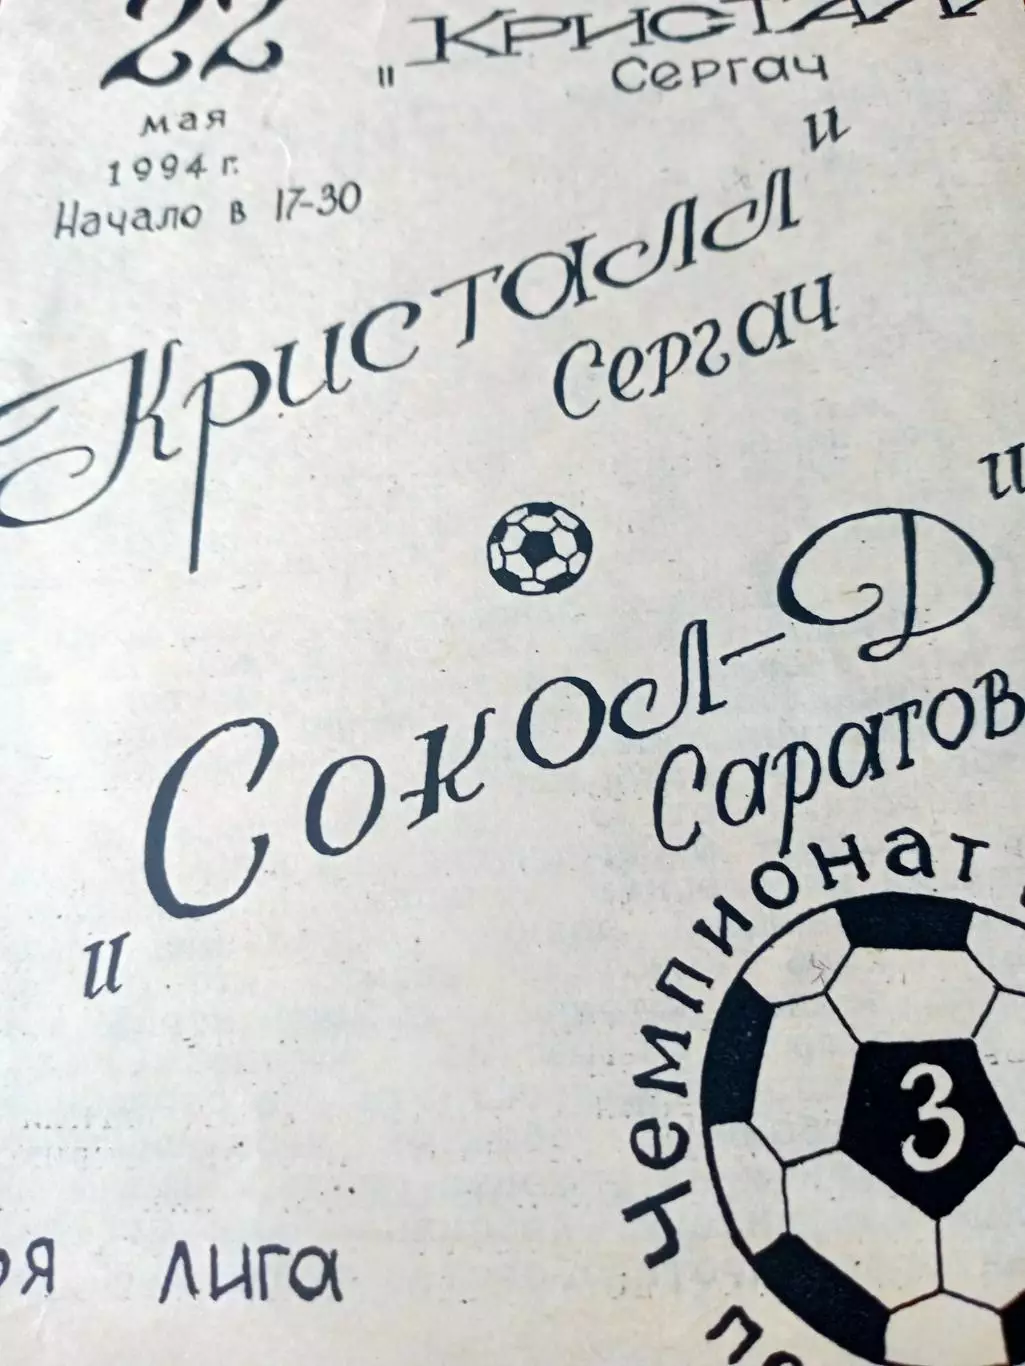 22
мая
1994 г.
Начало в 17-30
"КРИСТАЛЛ
Сергач
"Кристалл"
Сергач
"Сокол-Д"
Саратов
Чемпионат
3
лига